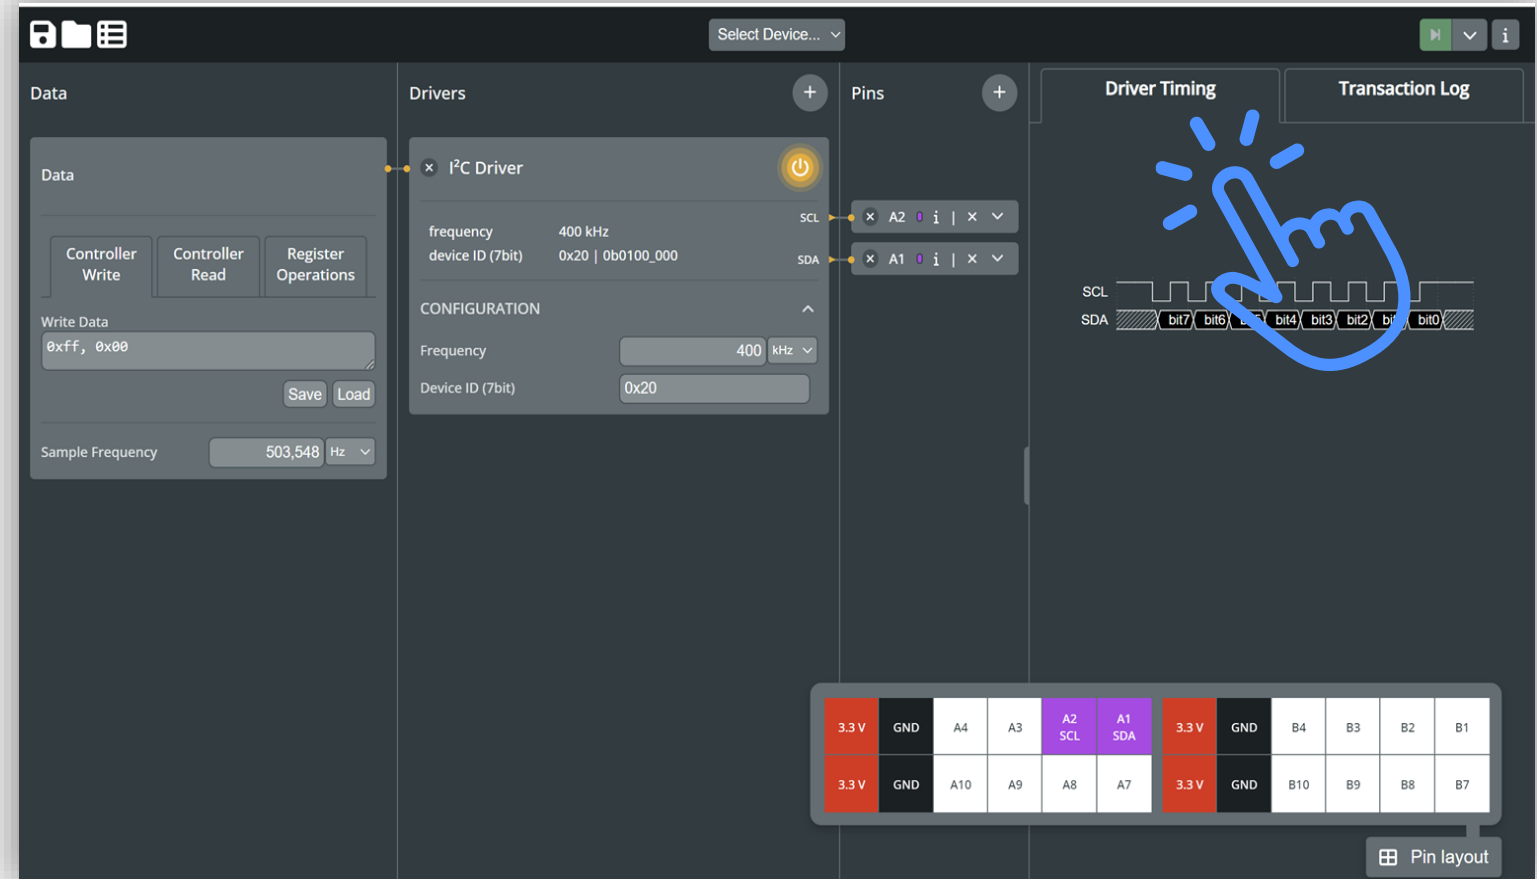 Select Device...
i
Data
Drivers
+
Pins
+
Driver Timing
Transaction Log
Data
I²C Driver
SCL
A2 i | ×
frequency 400 kHz
device ID (7bit) 0x20 | 0b0100_000
SDA
A1 i | ×
Controller Write
Controller Read
Register Operations
CONFIGURATION
Write Data
0xff, 0x00
Frequency 400 kHz
Device ID (7bit) 0x20
Save Load
Sample Frequency 503,548 Hz
SCL
SDA bit7 bit6 bit4 bit3 bit2 bit0
3.3 V GND A4 A3 A2 SCL A1 SDA 3.3 V GND B4 B3 B2 B1
3.3 V GND A10 A9 A8 A7 3.3 V GND B10 B9 B8 B7
Pin layout